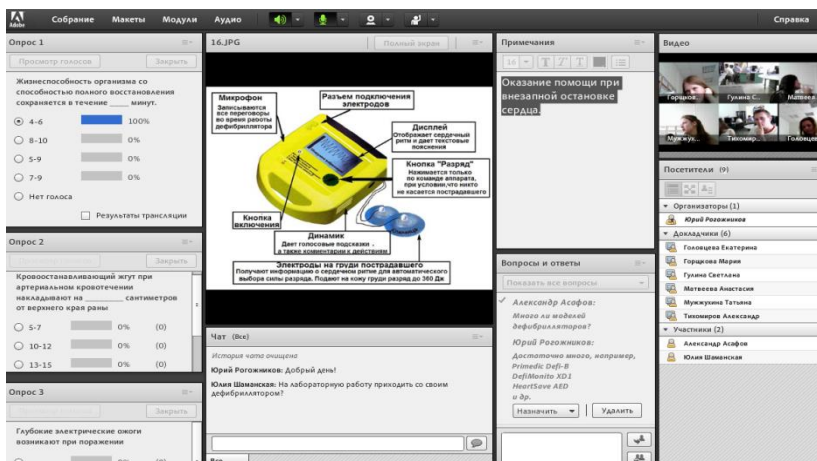 Adobe
Собрание
Макеты
Модули
Аудио
Справка
Опрос 1
Просмотр голосов
Закрыть
Жизнеспособность организма со
способностью полного восстановления
сохраняется в течение ____ минут.
4-6
100%
8-10
0%
5-9
0%
7-9
0%
Нет голоса
Результаты трансляции
Опрос 2
Закрыть
Кровоостанавливающий жгут при
артериальном кровотечении
накладывают на ________ сантиметров
от верхнего края раны
5-7
0%
(0)
10-12
0%
(0)
13-15
0%
(0)
Опрос 3
Закрыть
Глубокие электрические ожоги
возникают при поражении
16.JPG
Полный экран
Микрофон
Записываются
все переговоры
во время работы
дефибриллятора
Разъем подключения
электродов
Дисплей
Отображает сердечный
ритм и дает текстовые
пояснения
Кнопка "Разряд"
Нажимается только
по команде аппарата,
при условии,что никто
не касается пострадавшего
Кнопка
включения
Динамик
Дает голосовые подсказки ,
а также комментарии к действиям
Электроды на груди пострадавшего
Получают информацию о сердечном ритме для автоматического
выбора силы разряда. Подают на кожу груди разряд до 360 Дж
Чат (Все)
История чата очищена
Юрий Рогожников: Добрый день!
Юлия Шаманская: На лабораторную работу приходить со своим
дефибриллятором?
Все
Примечания
16
Оказание помощи при
внезапной остановке
сердца.
Вопросы и ответы
Показать все вопросы
Александр Асафов:
Много ли моделей
дефибрилляторов?
Юрий Рогожников:
Достаточно много, например,
Primedic Defi-B
DefiMonito XD1
HeartSave AED
и др.
Назначить
Удалить
Видео
Горшков
Гулина С..
Матвеева
Мужжух..
Тихомир..
Головцев
Посетители (9)
Организаторы (1)
Юрий Рогожников
Докладчики (6)
Головцева Екатерина
Горшкова Мария
Гулина Светлана
Матвеева Анастасия
Мужжухина Татьяна
Тихомиров Александр
Участники (2)
Александр Асафов
Юлия Шаманская